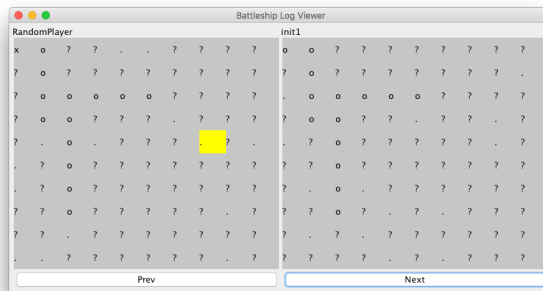 Battleship Log Viewer
RandomPlayer init1
x o ? ? . . ? ? ? ? o o ? ? ? ? ? ? ? ?
? o ? ? ? ? ? ? ? ? ? o ? ? ? ? ? ? ? .
? o o o o o ? ? ? ? . o o o o o ? ? ? ?
? o o ? ? ? . ? ? ? ? o o ? ? . ? ? . ?
? . o . ? ? ? . ? . . ? o ? ? ? ? ? . ?
. ? o ? ? ? ? ? ? ? ? ? o ? ? ? ? ? ? ?
. ? o ? ? ? ? ? ? ? ? . o . ? ? ? ? ? ?
? ? o ? ? ? ? ? . ? ? ? o ? . ? . ? ? ?
? ? . ? ? ? ? ? ? ? ? . ? . ? ? ? ? ? ?
. . ? ? ? ? ? ? . ? ? ? ? ? . ? . ? ? ?
Prev Next